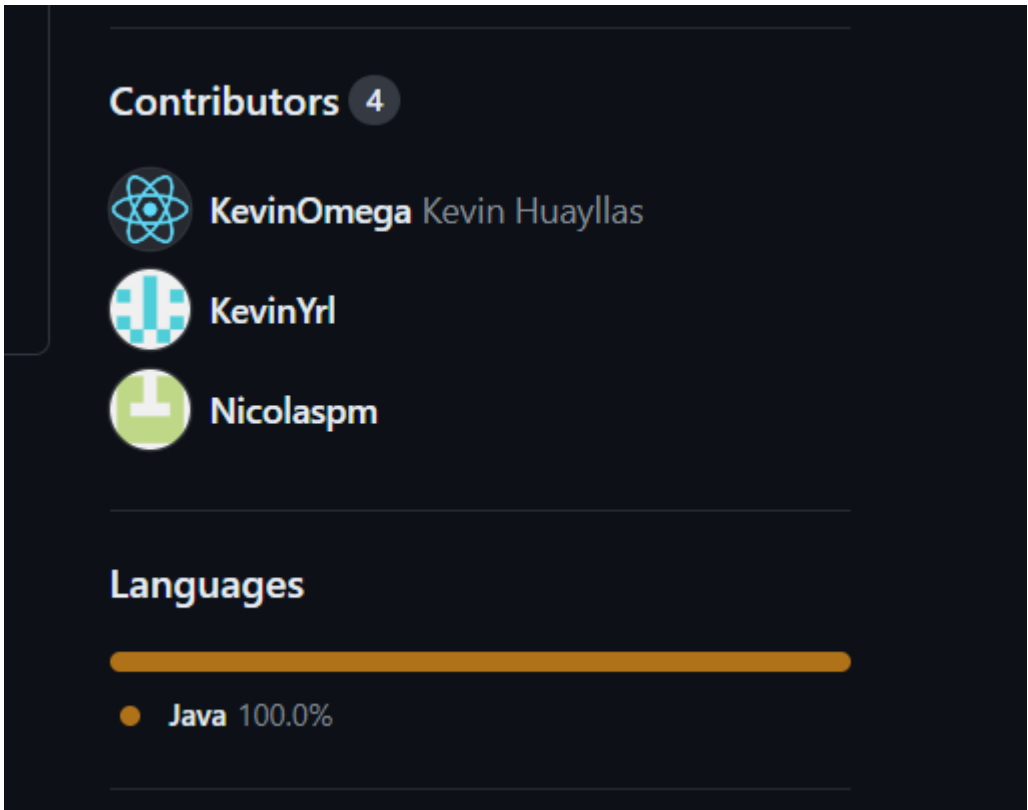 Contributors 4
KevinOmega Kevin Huayllas
KevinYrl
Nicolaspm
Languages
Java 100.0%